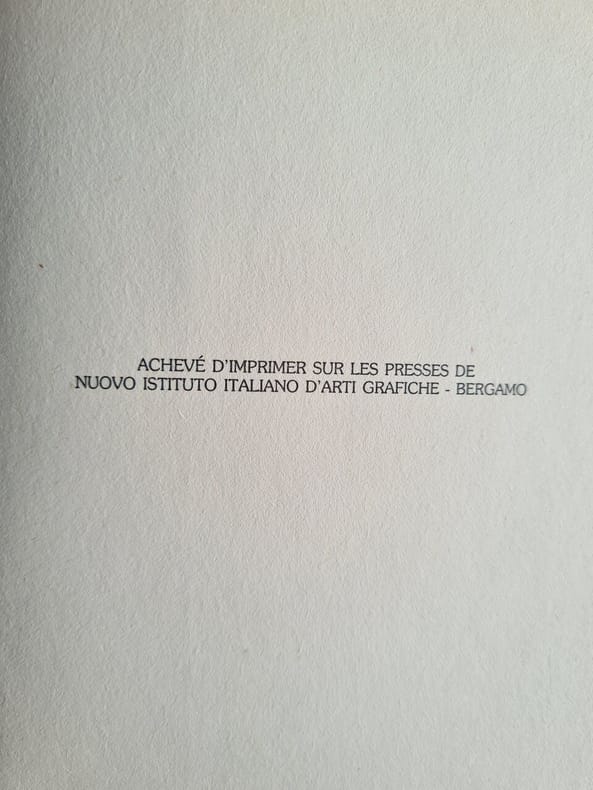 ACHEVÉ D'IMPRIMER SUR LES PRESSES DE
NUOVO ISTITUTO ITALIANO D'ARTI GRAFICHE - BERGAMO